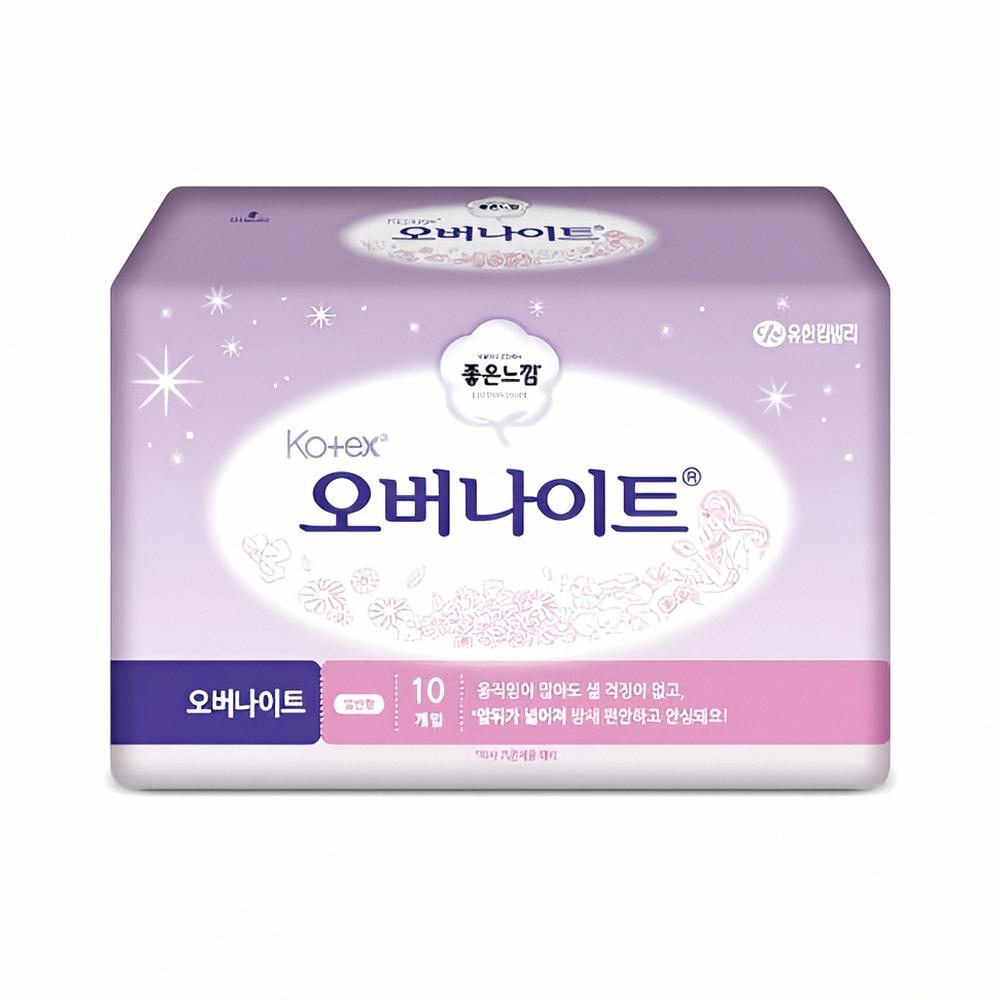 오버나이트
유한킴벌리
좋은느낌
Kotex
오버나이트®
오버나이트
일반형
10
개입
움직임이 많아도 샐 걱정이 없고,
*앞뒤가 넓어져 밤새 편안하고 안심돼요!